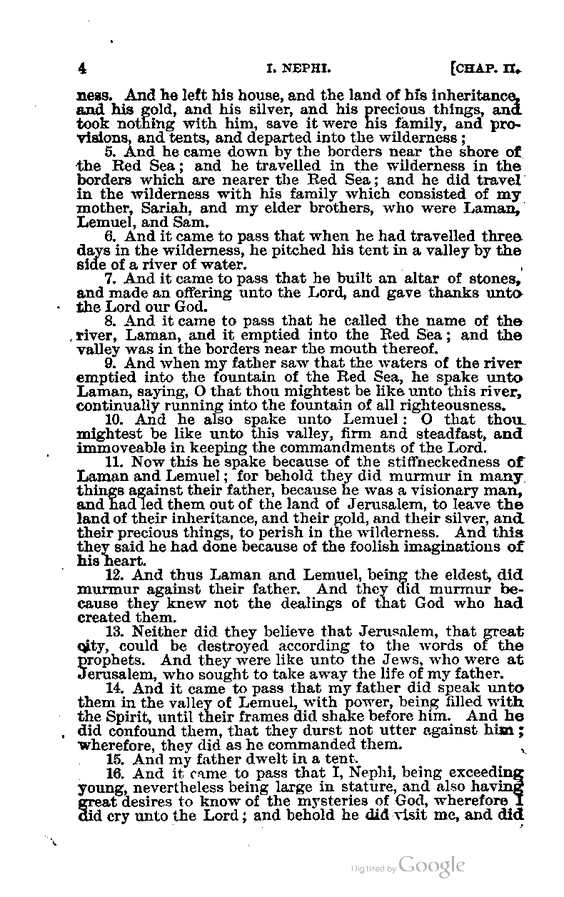 4 I. NEPHI. [CHAP. II.
ness. And he left his house, and the land of his inheritance,
and his gold, and his silver, and his precious things, and
took nothing with him, save it were his family, and pro-
visions, and tents, and departed into the wilderness;
5. And he came down by the borders near the shore of
the Red Sea; and he travelled in the wilderness in the
borders which are nearer the Red Sea; and he did travel
in the wilderness with his family which consisted of my
mother, Sariah, and my elder brothers, who were Laman,
Lemuel, and Sam.
6. And it came to pass that when he had travelled three
days in the wilderness, he pitched his tent in a valley by the
side of a river of water.
7. And it came to pass that he built an altar of stones,
and made an offering unto the Lord, and gave thanks unto
the Lord our God.
8. And it came to pass that he called the name of the
river, Laman, and it emptied into the Red Sea; and the
valley was in the borders near the mouth thereof.
9. And when my father saw that the waters of the river
emptied into the fountain of the Red Sea, he spake unto
Laman, saying, O that thou mightest be like unto this river,
continually running into the fountain of all righteousness.
10. And he also spake unto Lemuel: O that thou
mightest be like unto this valley, firm and steadfast, and
immoveable in keeping the commandments of the Lord.
11. Now this he spake because of the stiffneckedness of
Laman and Lemuel; for behold they did murmur in many
things against their father, because he was a visionary man,
and had led them out of the land of Jerusalem, to leave the
land of their inheritance, and their gold, and their silver, and
their precious things, to perish in the wilderness. And this
they said he had done because of the foolish imaginations of
his heart.
12. And thus Laman and Lemuel, being the eldest, did
murmur against their father. And they did murmur be-
cause they knew not the dealings of that God who had
created them.
13. Neither did they believe that Jerusalem, that great
city, could be destroyed according to the words of the
prophets. And they were like unto the Jews, who were at
Jerusalem, who sought to take away the life of my father.
14. And it came to pass that my father did speak unto
them in the valley of Lemuel, with power, being filled with
the Spirit, until their frames did shake before him. And he
did confound them, that they durst not utter against him;
wherefore, they did as he commanded them.
15. And my father dwelt in a tent.
16. And it came to pass that I, Nephi, being exceeding
young, nevertheless being large in stature, and also having
great desires to know of the mysteries of God, wherefore I
did cry unto the Lord; and behold he did visit me, and did
Digitized by Google